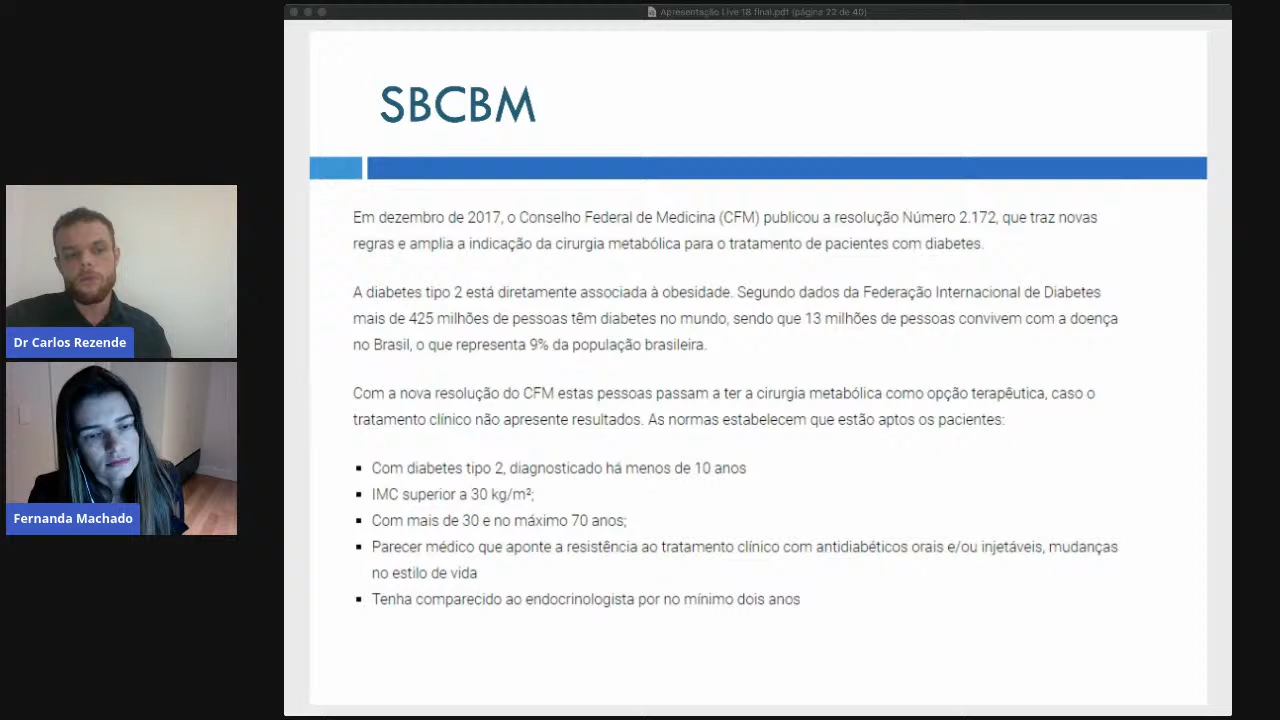 Apresentação Live 18 final.pdf (página 22 de 40)
SBCBM
Em dezembro de 2017, o Conselho Federal de Medicina (CFM) publicou a resolução Número 2.172, que traz novas
regras e amplia a indicação da cirurgia metabólica para o tratamento de pacientes com diabetes.
A diabetes tipo 2 está diretamente associada à obesidade. Segundo dados da Federação Internacional de Diabetes
mais de 425 milhões de pessoas têm diabetes no mundo, sendo que 13 milhões de pessoas convivem com a doença
no Brasil, o que representa 9% da população brasileira.
Com a nova resolução do CFM estas pessoas passam a ter a cirurgia metabólica como opção terapêutica, caso o
tratamento clínico não apresente resultados. As normas estabelecem que estão aptos os pacientes:
▪ Com diabetes tipo 2, diagnosticado há menos de 10 anos
▪ IMC superior a 30 kg/m²;
▪ Com mais de 30 e no máximo 70 anos;
▪ Parecer médico que aponte a resistência ao tratamento clínico com antidiabéticos orais e/ou injetáveis, mudanças
no estilo de vida
▪ Tenha comparecido ao endocrinologista por no mínimo dois anos
Dr Carlos Rezende
Fernanda Machado